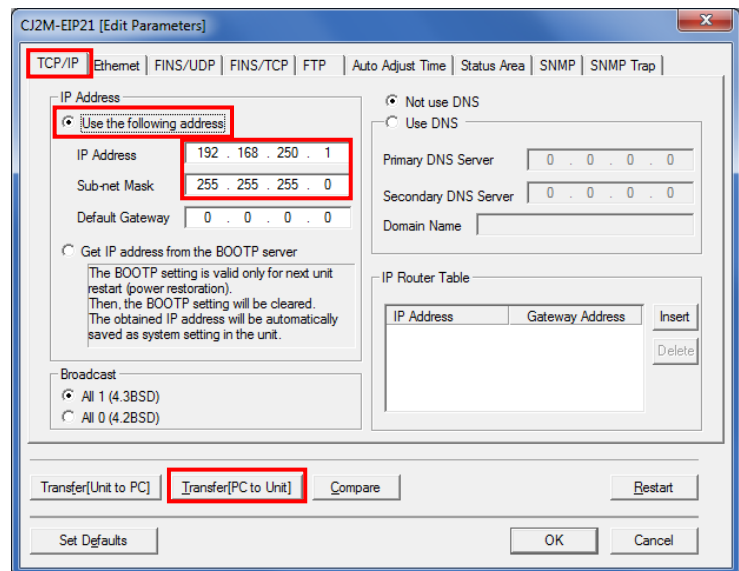 CJ2M-EIP21 [Edit Parameters]
TCP/IP Ethernet FINS/UDP FINS/TCP FTP Auto Adjust Time Status Area SNMP SNMP Trap
IP Address
Use the following address
IP Address 192 . 168 . 250 . 1
Sub-net Mask 255 . 255 . 255 . 0
Default Gateway 0 . 0 . 0 . 0
Get IP address from the BOOTP server
The BOOTP setting is valid only for next unit
restart (power restoration).
Then, the BOOTP setting will be cleared.
The obtained IP address will be automatically
saved as system setting in the unit.
Broadcast
All 1 (4.3BSD)
All 0 (4.2BSD)
Not use DNS
Use DNS
Primary DNS Server 0 . 0 . 0 . 0
Secondary DNS Server 0 . 0 . 0 . 0
Domain Name
IP Router Table
IP Address Gateway Address
Insert
Delete
Transfer[Unit to PC] Transfer[PC to Unit] Compare Restart
Set Defaults OK Cancel